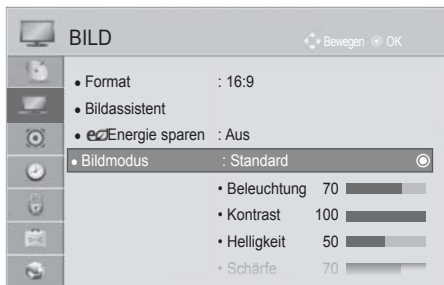 BILD Bewegen OK
• Format : 16:9
• Bildassistent
• eco Energie sparen : Aus
• Bildmodus : Standard
• Beleuchtung 70
• Kontrast 100
• Helligkeit 50
• Schärfe 70